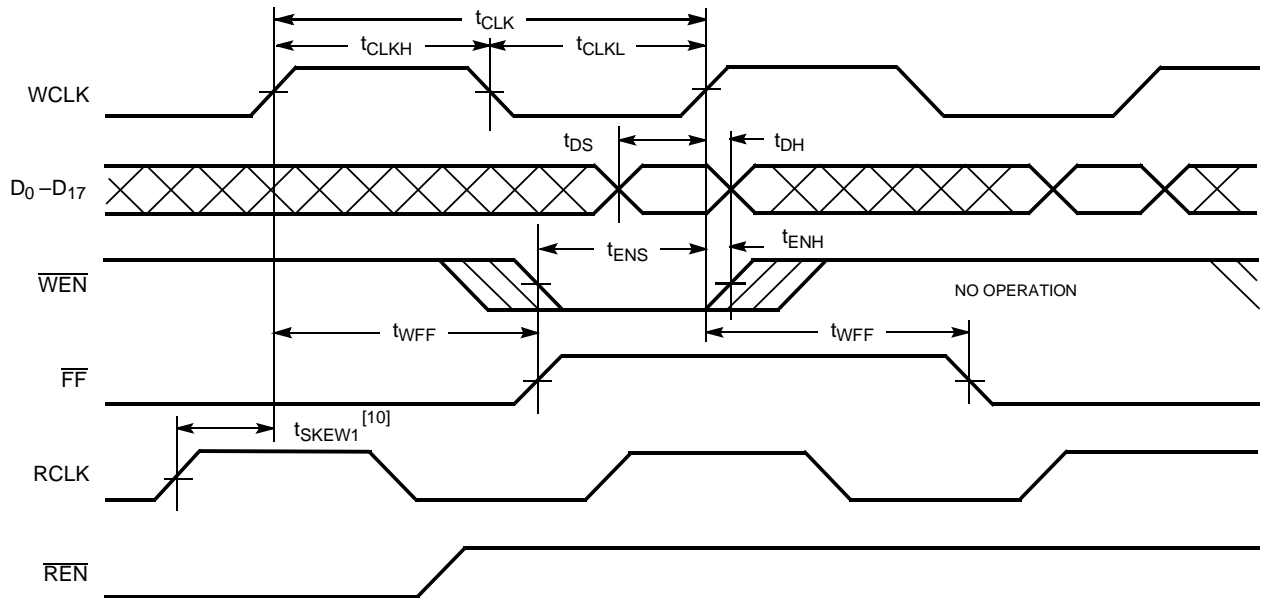 tCLK
tCLKH tCLKL
WCLK
tDS tDH
D0 –D17
tENS tENH
WEN
NO OPERATION
tWFF tWFF
FF
tSKEW1[10]
RCLK
REN